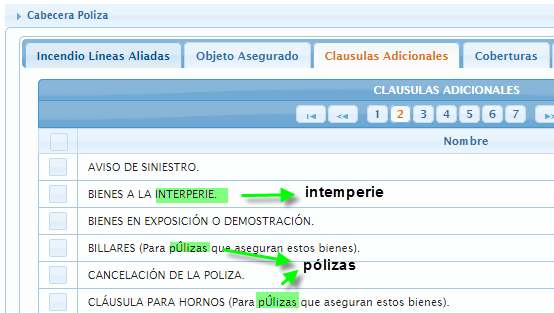 Cabecera Poliza
Incendio Líneas Aliadas Objeto Asegurado Clausulas Adicionales Coberturas
CLAUSULAS ADICIONALES
1 2 3 4 5 6 7
Nombre
AVISO DE SINIESTRO.
BIENES A LA INTERPERIE. intemperie
BIENES EN EXPOSICIÓN O DEMOSTRACIÓN.
BILLARES (Para pÛlizas que aseguran estos bienes).
pólizas
CANCELACIÓN DE LA POLIZA.
CLÁUSULA PARA HORNOS (Para pÛlizas que aseguran estos bienes).